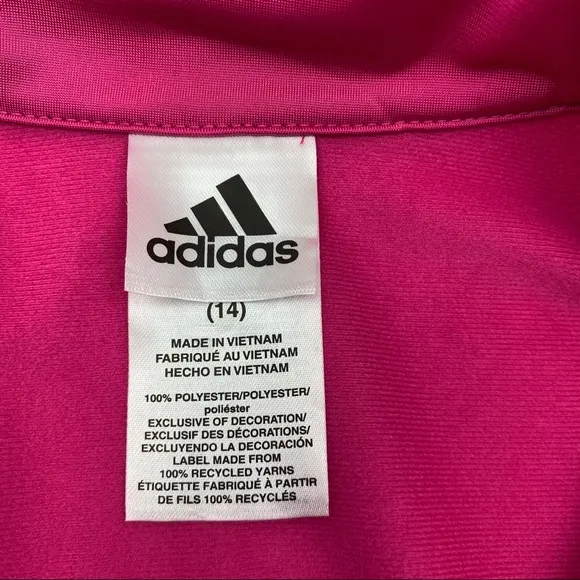 adidas
(14)
MADE IN VIETNAM
FABRIQUÉ AU VIETNAM
HECHO EN VIETNAM
100% POLYESTER/POLYESTER/
poliéster
EXCLUSIVE OF DECORATION/
EXCLUSIF DES DÉCORATIONS/
EXCLUYENDO LA DECORACIÓN
LABEL MADE FROM
100% RECYCLED YARNS
ÉTIQUETTE FABRIQUÉ À PARTIR
DE FILS 100% RECYCLÉS